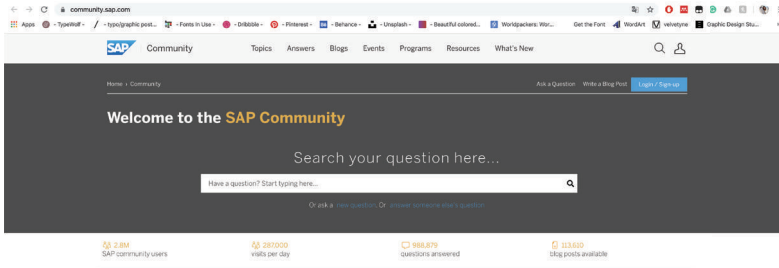 community.sap.com
Apps - TypeWolf - - typo/graphic post... - Fonts In Use - - Dribbble - - Pinterest - - Behance - - Unsplash - - Beautiful colored... Worldpackers: Wor... Get the Font WordArt velvetyne Graphic Design Stu...
SAP Community Topics Answers Blogs Events Programs Resources What's New
Home › Community Ask a Question Write a Blog Post Login / Sign-up
Welcome to the SAP Community
Search your question here...
Have a question? Start typing here...
Or ask a new question. Or answer someone else's question
2.8M 287,000 988,879 113,610
SAP community users visits per day questions answered blog posts available